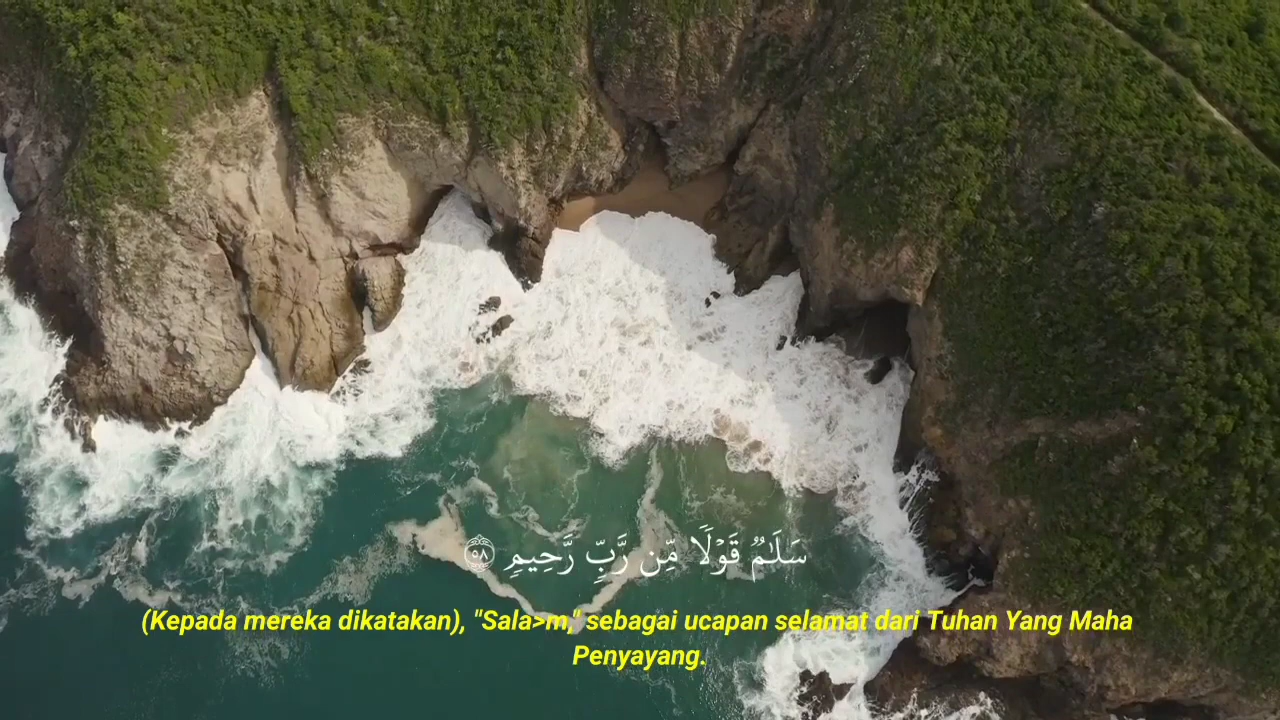 سَلَـٰمٌ قَوْلًا مِّن رَّبٍّ رَّحِيمٍ ٥٨
(Kepada mereka dikatakan), "Sala>m," sebagai ucapan selamat dari Tuhan Yang Maha
Penyayang.